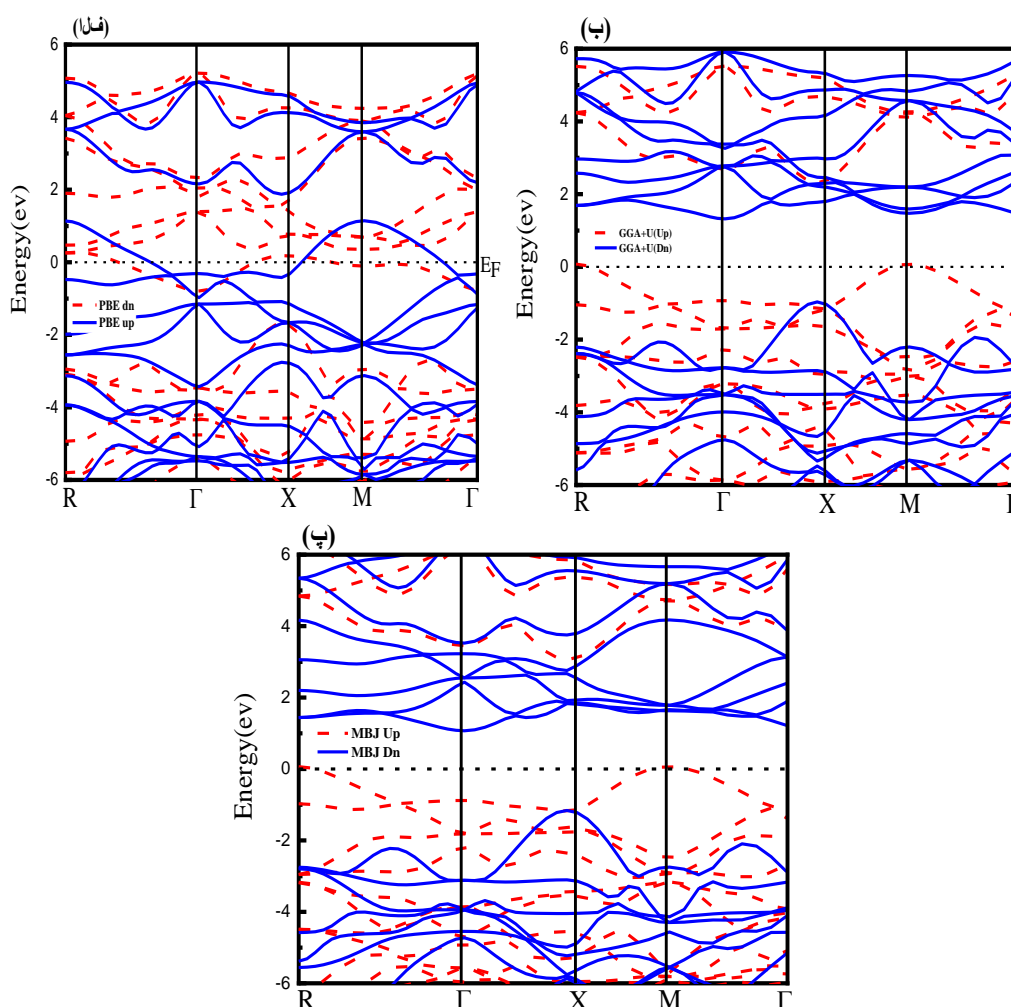 (الف)
6
4
2
0
-2
-4
-6
Energy(ev)
PBE dn
PBE up
E_F
R Γ X M Γ
(ب)
6
4
2
0
-2
-4
-6
Energy(ev)
GGA+U(Up)
GGA+U(Dn)
R Γ X M Γ
(پ)
6
4
2
0
-2
-4
-6
Energy(ev)
MBJ Up
MBJ Dn
R Γ X M Γ